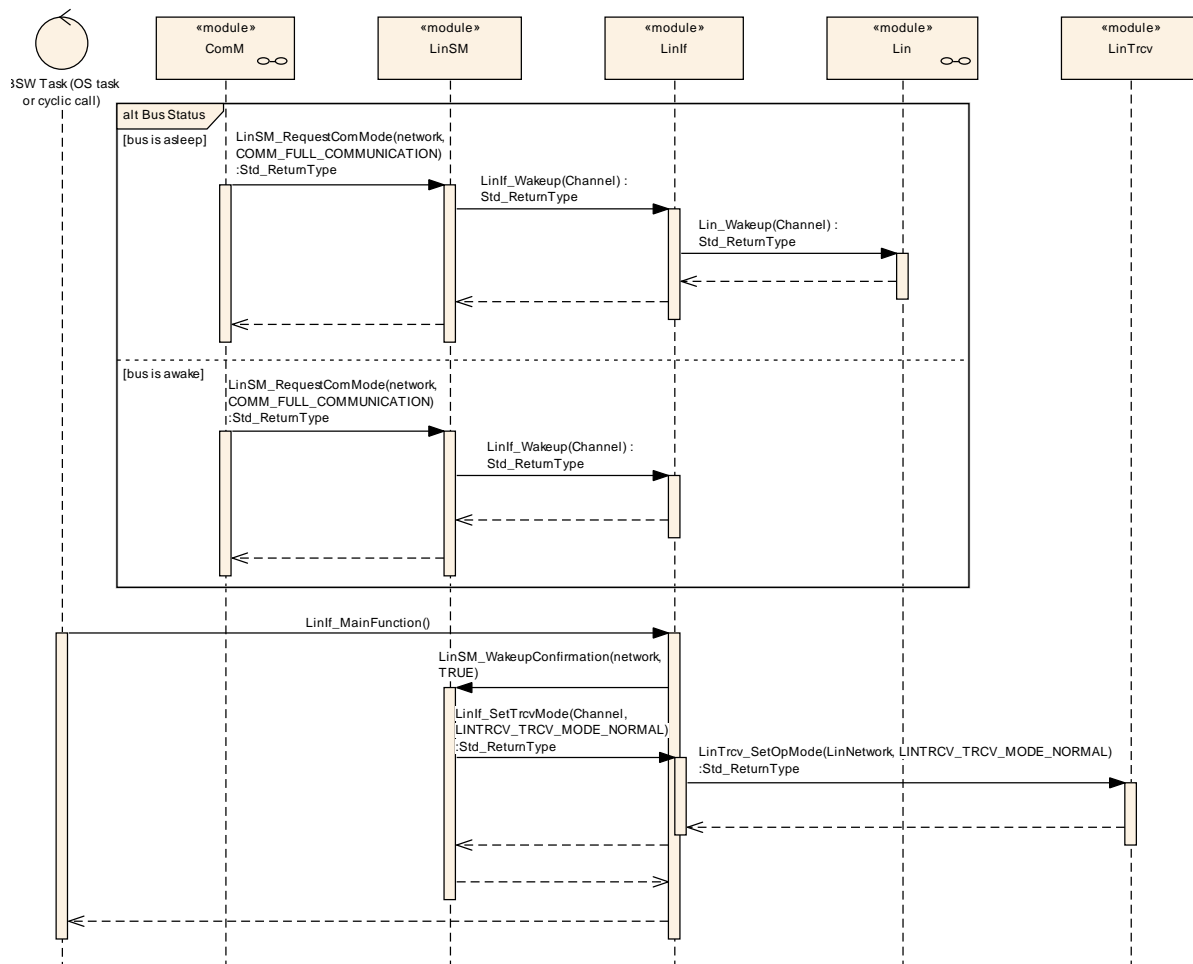 «module»
ComM
«module»
LinSM
«module»
LinIf
«module»
Lin
«module»
LinTrcv
BSW Task (OS task
or cyclic call)
alt Bus Status
[bus is asleep]
LinSM_RequestComMode(network,
COMM_FULL_COMMUNICATION)
:Std_ReturnType
LinIf_Wakeup(Channel) :
Std_ReturnType
Lin_Wakeup(Channel) :
Std_ReturnType
[bus is awake]
LinSM_RequestComMode(network,
COMM_FULL_COMMUNICATION)
:Std_ReturnType
LinIf_Wakeup(Channel) :
Std_ReturnType
LinIf_MainFunction()
LinSM_WakeupConfirmation(network,
TRUE)
LinIf_SetTrcvMode(Channel,
LINTRCV_TRCV_MODE_NORMAL)
:Std_ReturnType
LinTrcv_SetOpMode(LinNetwork, LINTRCV_TRCV_MODE_NORMAL)
:Std_ReturnType